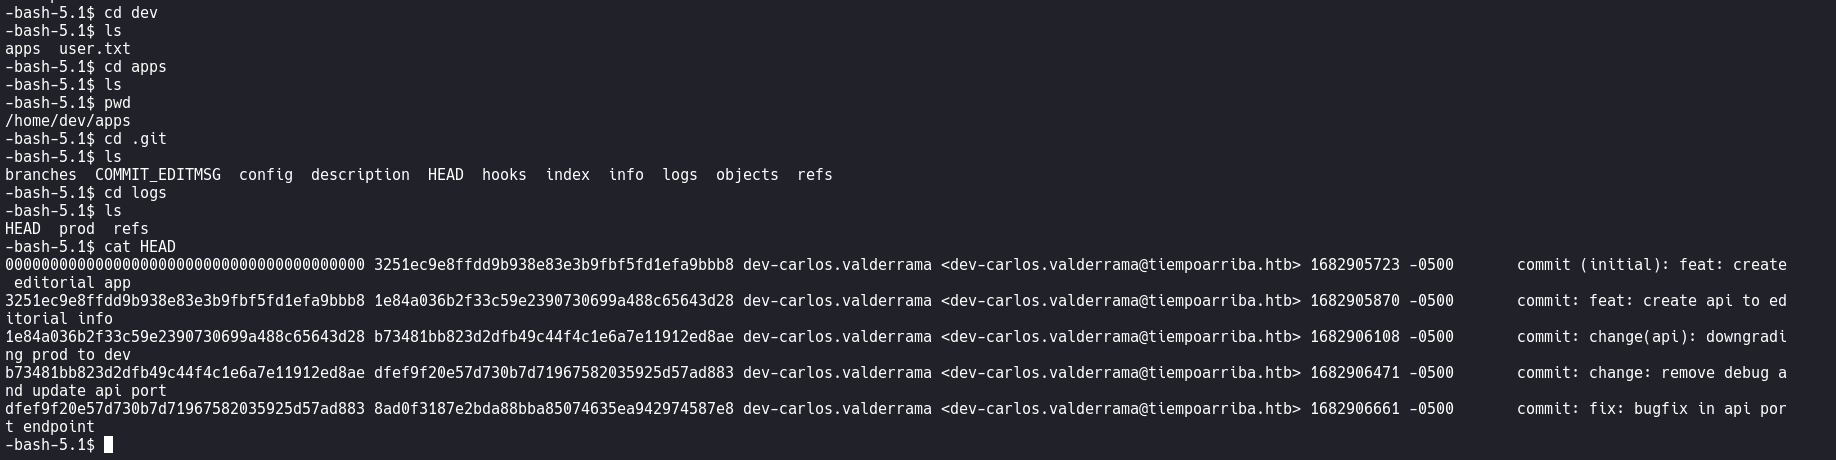 -bash-5.1$ cd dev
-bash-5.1$ ls
apps  user.txt
-bash-5.1$ cd apps
-bash-5.1$ ls
-bash-5.1$ pwd
/home/dev/apps
-bash-5.1$ cd .git
-bash-5.1$ ls
branches  COMMIT_EDITMSG  config  description  HEAD  hooks  index  info  logs  objects  refs
-bash-5.1$ cd logs
-bash-5.1$ ls
HEAD  prod  refs
-bash-5.1$ cat HEAD
0000000000000000000000000000000000000000 3251ec9e8ffdd9b938e83e3b9fbf5fd1efa9bbb8 dev-carlos.valderrama <dev-carlos.valderrama@tiempoarriba.htb> 1682905723 -0500       commit (initial): feat: create
 editorial app
3251ec9e8ffdd9b938e83e3b9fbf5fd1efa9bbb8 1e84a036b2f33c59e2390730699a488c65643d28 dev-carlos.valderrama <dev-carlos.valderrama@tiempoarriba.htb> 1682905870 -0500       commit: feat: create api to ed
itorial info
1e84a036b2f33c59e2390730699a488c65643d28 b73481bb823d2dfb49c44f4c1e6a7e11912ed8ae dev-carlos.valderrama <dev-carlos.valderrama@tiempoarriba.htb> 1682906108 -0500       commit: change(api): downgradi
ng prod to dev
b73481bb823d2dfb49c44f4c1e6a7e11912ed8ae dfef9f20e57d730b7d71967582035925d57ad883 dev-carlos.valderrama <dev-carlos.valderrama@tiempoarriba.htb> 1682906471 -0500       commit: change: remove debug a
nd update api port
dfef9f20e57d730b7d71967582035925d57ad883 8ad0f3187e2bda88bba85074635ea942974587e8 dev-carlos.valderrama <dev-carlos.valderrama@tiempoarriba.htb> 1682906661 -0500       commit: fix: bugfix in api por
t endpoint
-bash-5.1$